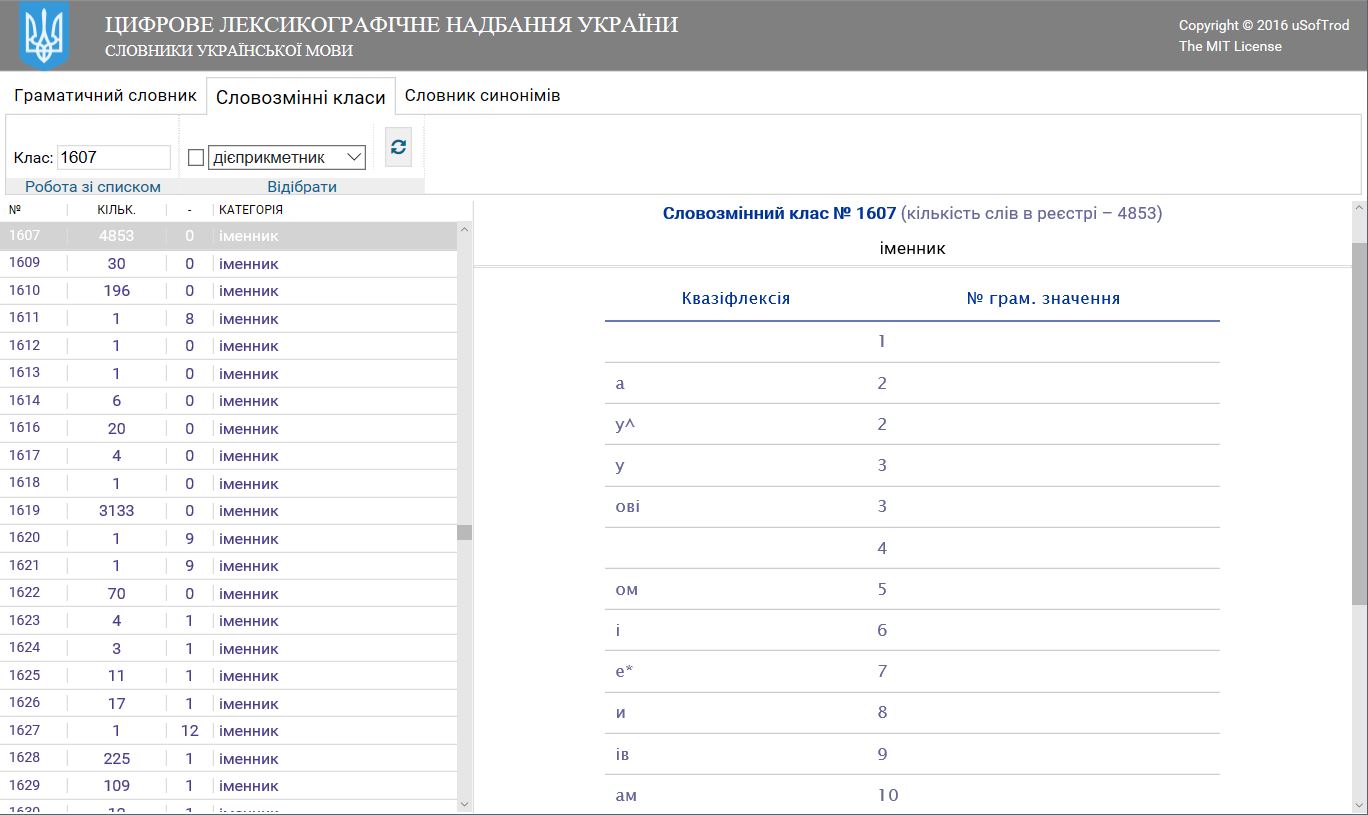 ЦИФРОВЕ ЛЕКСИКОГРАФІЧНЕ НАДБАННЯ УКРАЇНИ
СЛОВНИКИ УКРАЇНСЬКОЇ МОВИ
Copyright © 2016 uSofTrod
The MIT License
Граматичний словник Словозмінні класи Словник синонімів
Клас: 1607 дієприкметник
Робота зі списком Відібрати
№ КІЛЬК. - КАТЕГОРІЯ
1607 4853 0 іменник
1609 30 0 іменник
1610 196 0 іменник
1611 1 8 іменник
1612 1 0 іменник
1613 1 0 іменник
1614 6 0 іменник
1616 20 0 іменник
1617 4 0 іменник
1618 1 0 іменник
1619 3133 0 іменник
1620 1 9 іменник
1621 1 9 іменник
1622 70 0 іменник
1623 4 1 іменник
1624 3 1 іменник
1625 11 1 іменник
1626 17 1 іменник
1627 1 12 іменник
1628 225 1 іменник
1629 109 1 іменник
Словозмінний клас № 1607 (кількість слів в реєстрі – 4853)
іменник
Квазіфлексія № грам. значення
1
а 2
у^ 2
у 3
ові 3
4
ом 5
і 6
е* 7
и 8
ів 9
ам 10